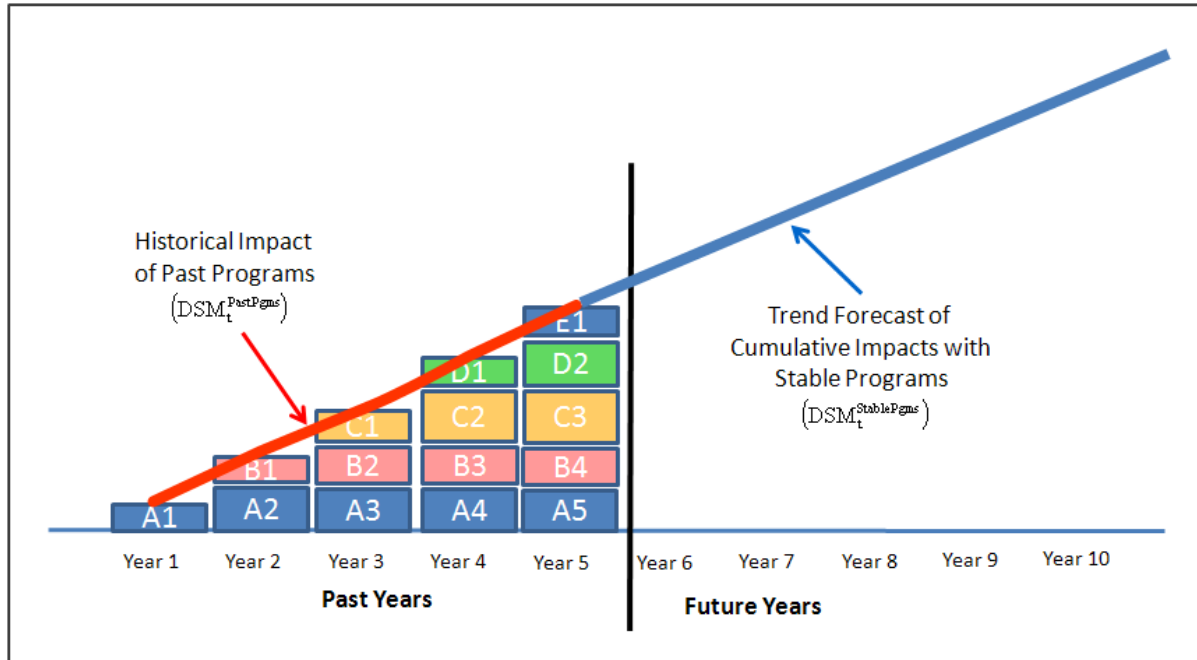 Historical Impact
of Past Programs
(DSM_t^PastPgms)
Trend Forecast of
Cumulative Impacts with
Stable Programs
(DSM_t^StablePgms)
E1
D1 D2
C1 C2 C3
B1 B2 B3 B4
A1 A2 A3 A4 A5
Year 1 Year 2 Year 3 Year 4 Year 5 Year 6 Year 7 Year 8 Year 9 Year 10
Past Years Future Years